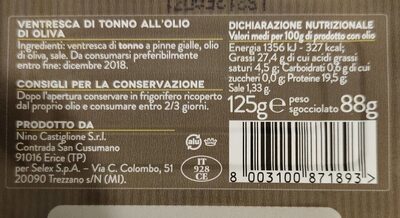 VENTRESCA DI TONNO ALL'OLIO
DI OLIVA
Ingredienti: ventresca di tonno a pinne gialle, olio
di oliva, sale. Da consumarsi preferibilmente
entro fine: dicembre 2018.
CONSIGLI PER LA CONSERVAZIONE
Dopo l'apertura conservare in frigorifero ricoperto
dal proprio olio e consumare entro 2/3 giorni.
PRODOTTO DA
Nino Castiglione S.r.l.
Contrada San Cusumano
91016 Erice (TP)
per Selex S.p.A. - Via C. Colombo, 51
20090 Trezzano s/N (MI).
alu
IT
928
CE
DICHIARAZIONE NUTRIZIONALE
Valori medi per 100g di prodotto con olio
Energia 1356 kJ - 327 kcal;
Grassi 27,4 g di cui acidi grassi
saturi 4,5 g; Carboidrati 0,6 g di cui
zuccheri 0,0 g; Proteine 19,5 g;
Sale 1,33 g.
125g e peso sgocciolato 88g
8 003100 871893 >